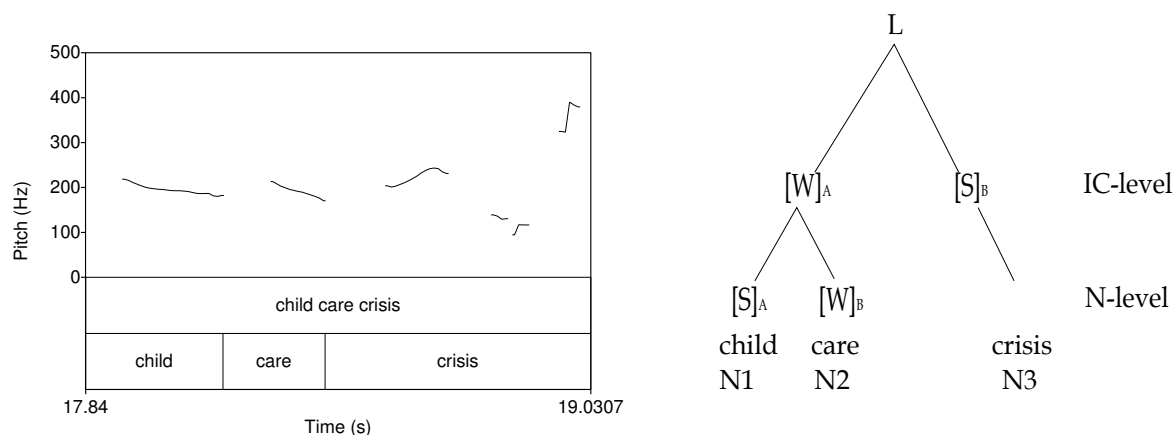 500
400
300
200
100
0
Pitch (Hz)
child care crisis
child care crisis
17.84 19.0307
Time (s)
L
[W]A [S]B IC-level
[S]A [W]B N-level
child care crisis
N1 N2 N3